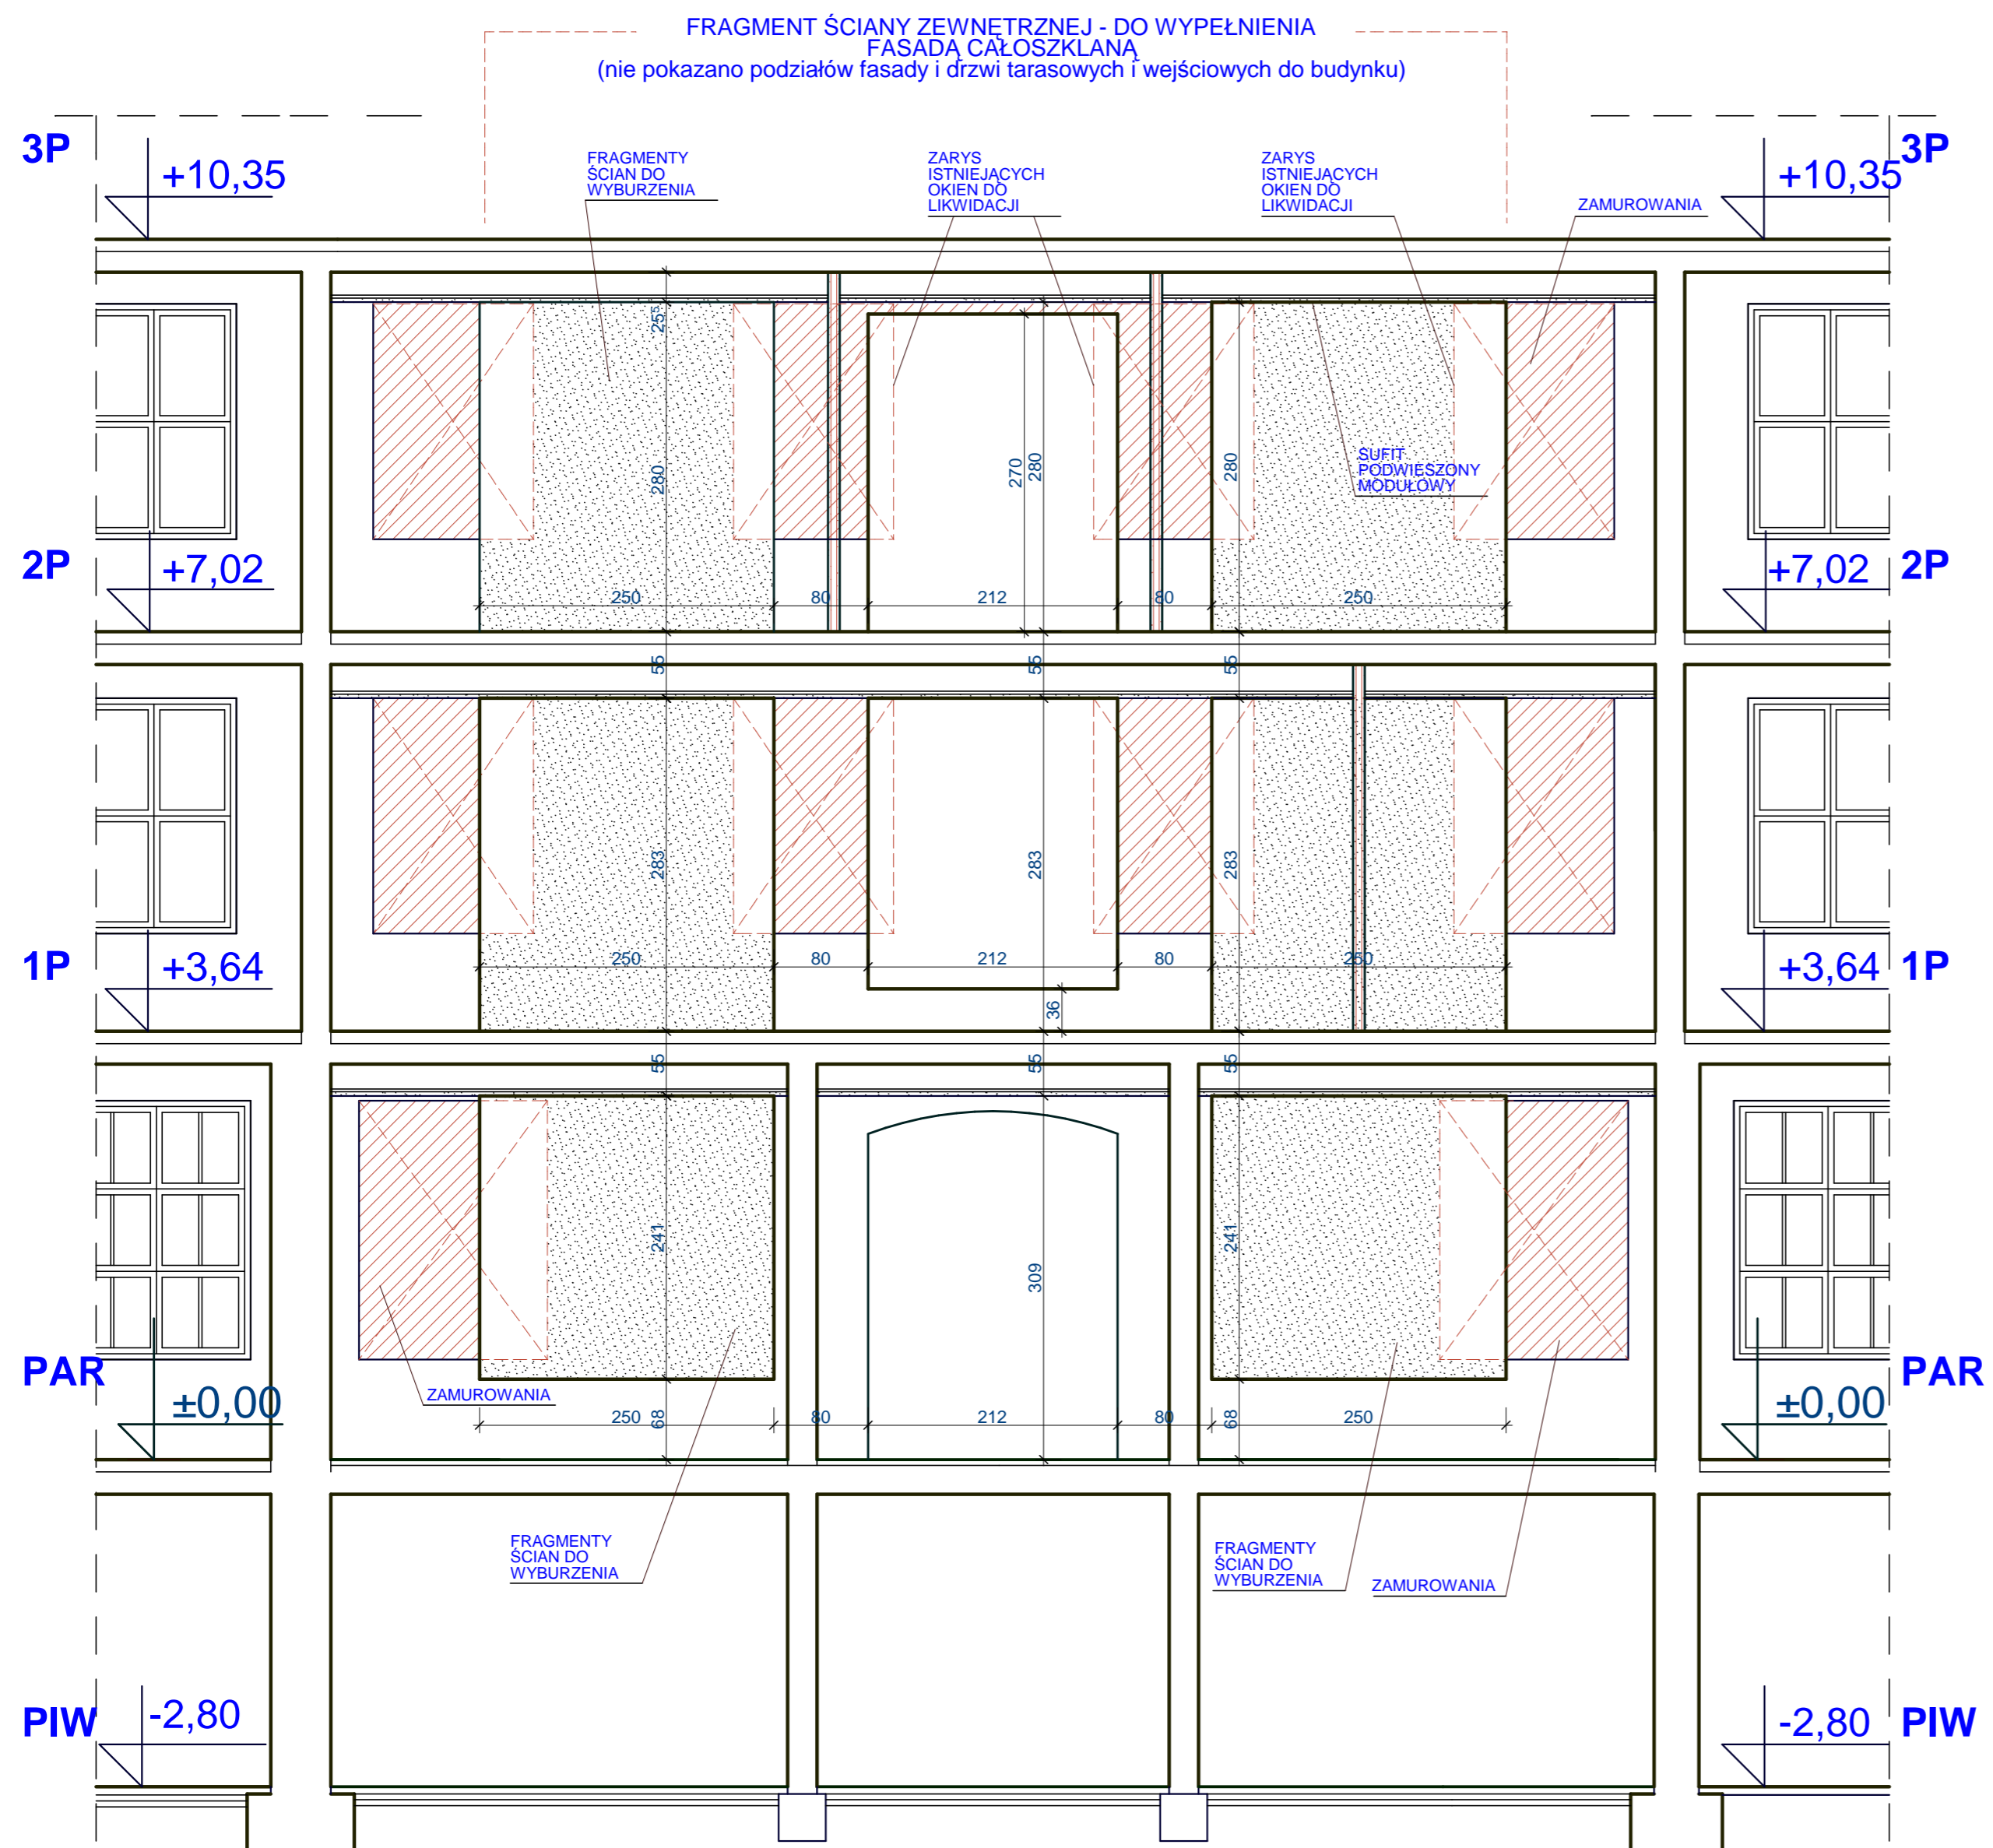 FRAGMENT ŚCIANY ZEWNĘTRZNEJ - DO WYPEŁNIENIA
FASADĄ CAŁOSZKLANĄ
(nie pokazano podziałów fasady i drzwi tarasowych i wejściowych do budynku)
3P
+10,35
FRAGMENTY
ŚCIAN DO
WYBURZENIA
ZARYS
ISTNIEJĄCYCH
OKIEN DO
LIKWIDACJI
ZARYS
ISTNIEJĄCYCH
OKIEN DO
LIKWIDACJI
ZAMUROWANIA
+10,35
3P
25⁵
280
270
280
280
SUFIT
PODWIESZONY
MODUŁOWY
2P
+7,02
250
80
212
80
250
+7,02
2P
55
55
55
283
283
283
1P
+3,64
250
80
212
80
250
36
+3,64
1P
55
55
55
241
309
241
PAR
±0,00
ZAMUROWANIA
250
68
80
212
80
68
250
±0,00
PAR
FRAGMENTY
ŚCIAN DO
WYBURZENIA
FRAGMENTY
ŚCIAN DO
WYBURZENIA
ZAMUROWANIA
PIW
-2,80
-2,80
PIW